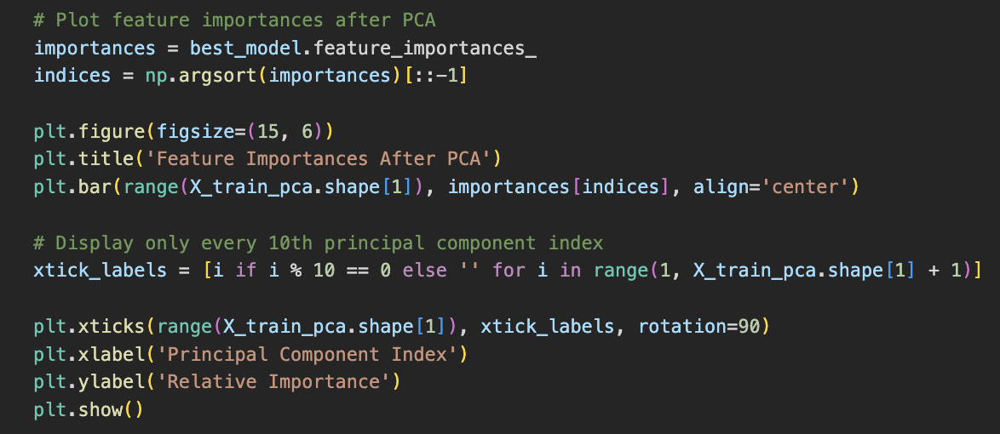 # Plot feature importances after PCA
importances = best_model.feature_importances_
indices = np.argsort(importances)[::-1]
plt.figure(figsize=(15, 6))
plt.title('Feature Importances After PCA')
plt.bar(range(X_train_pca.shape[1]), importances[indices], align='center')
# Display only every 10th principal component index
xtick_labels = [i if i % 10 == 0 else '' for i in range(1, X_train_pca.shape[1] + 1)]
plt.xticks(range(X_train_pca.shape[1]), xtick_labels, rotation=90)
plt.xlabel('Principal Component Index')
plt.ylabel('Relative Importance')
plt.show()